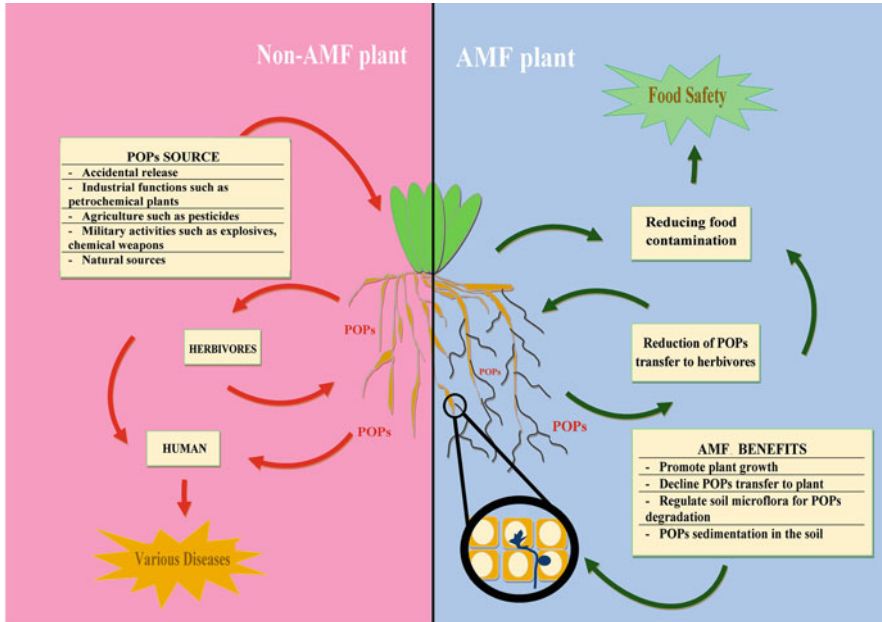 Non-AMF plant
POPs SOURCE
- Accidental release
- Industrial functions such as
petrochemical plants
- Agriculture such as pesticides
- Military activities such as explosives,
chemical weapons
- Natural sources
POPs
HERBIVORES
POPs
HUMAN
Various Diseases
AMF plant
Food Safety
Reducing food
contamination
Reduction of POPs
transfer to herbivores
POPs
POPs
AMF BENEFITS
- Promote plant growth
- Decline POPs transfer to plant
- Regulate soil microflora for POPs
degradation
- POPs sedimentation in the soil